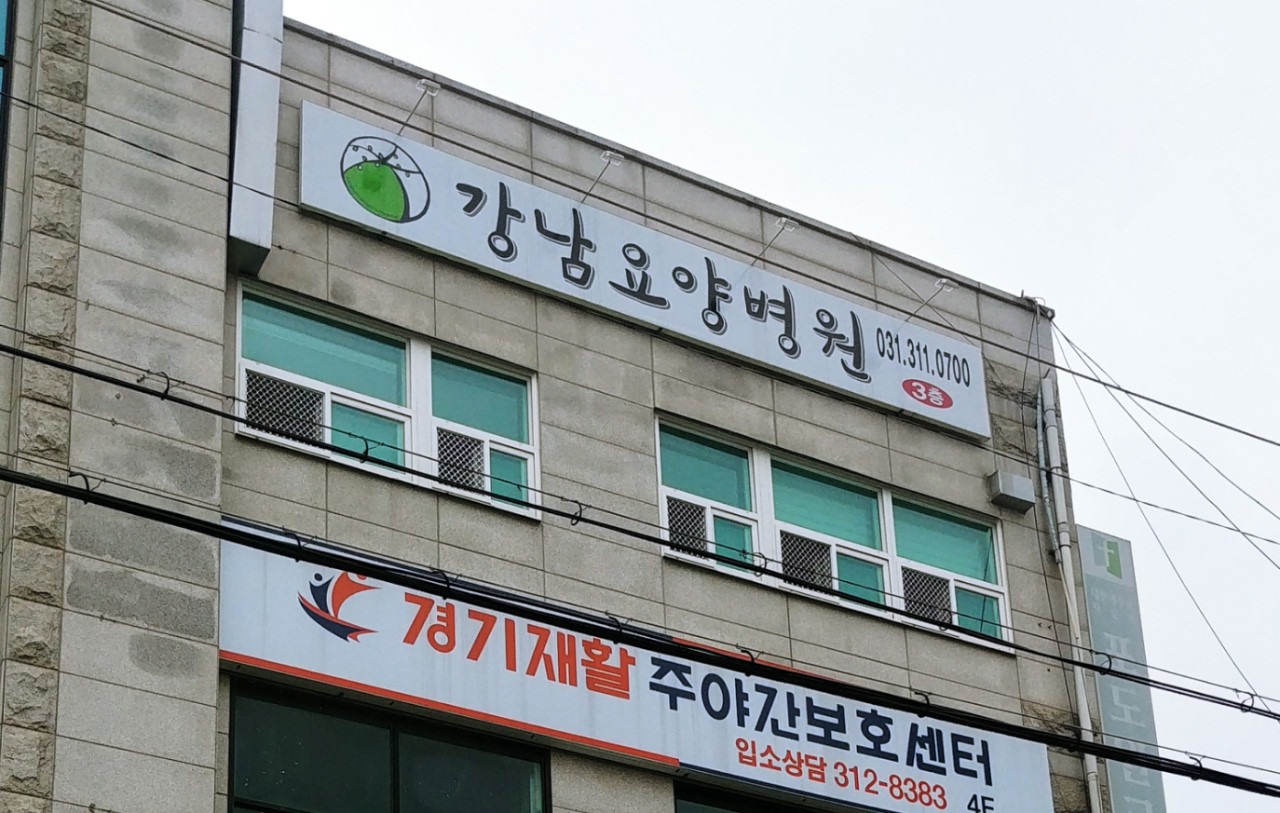 강남요양병원 031.311.0700
3층
경기재활 주야간보호센터
입소상담 312-8383 4F